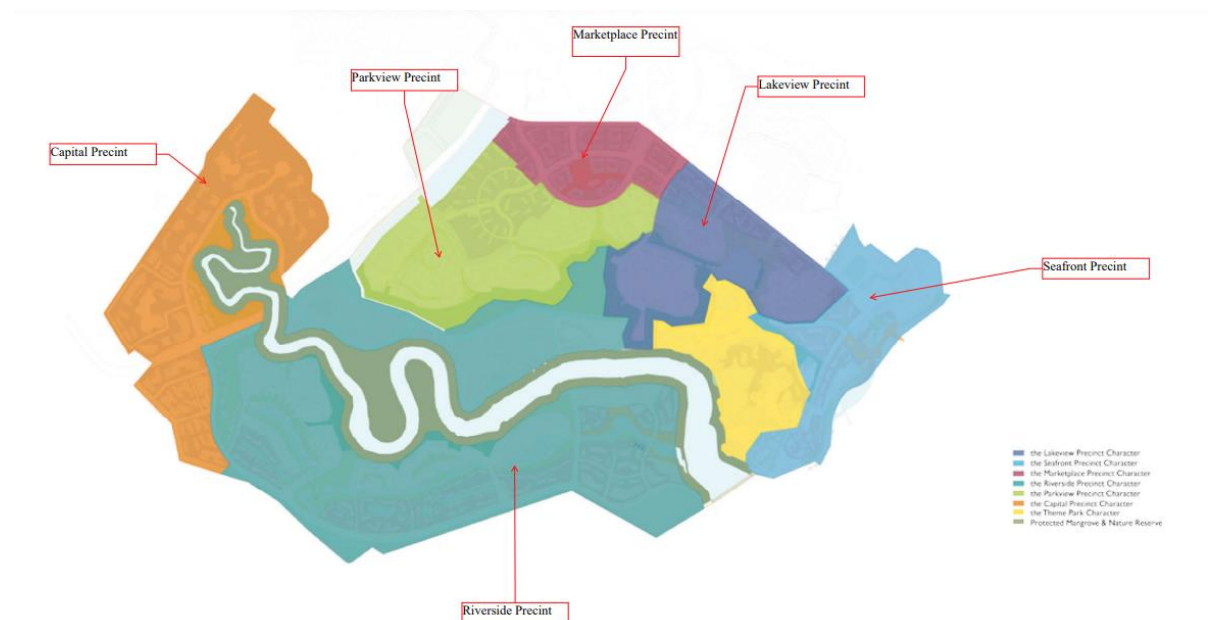 Marketplace Precint
Parkview Precint
Lakeview Precint
Capital Precint
Seafront Precint
the Lakeview Precinct Character
the Seafront Precinct Character
the Marketplace Precinct Character
the Riverside Precinct Character
the Parkview Precinct Character
the Capital Precinct Character
the Theme Park Character
Protected Mangrove & Nature Reserve
Riverside Precint